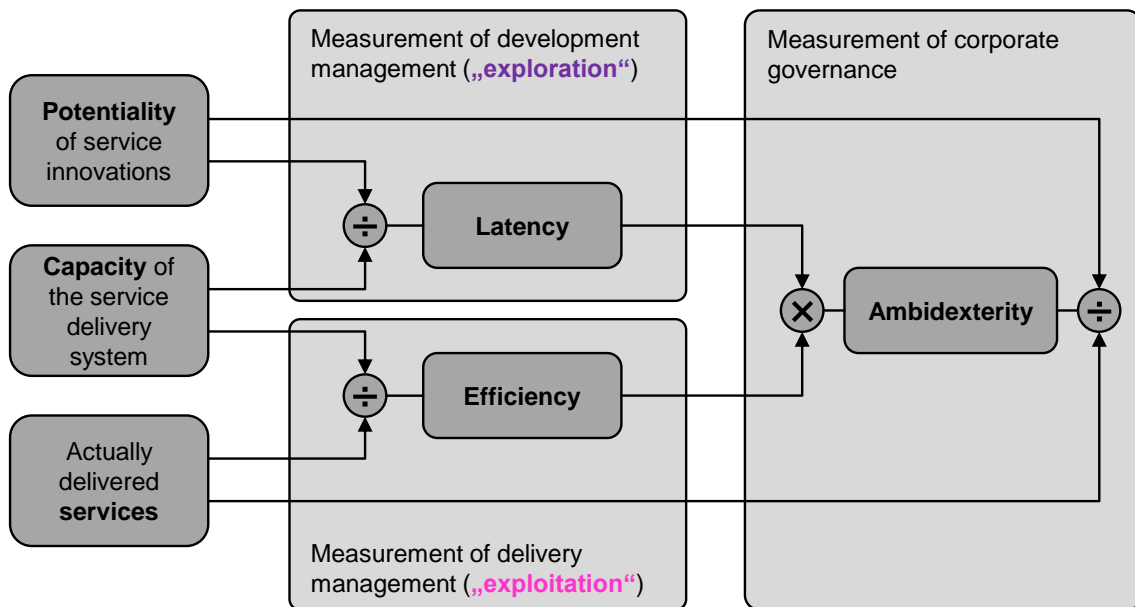 Measurement of development
management („exploration“)
Measurement of corporate
governance
Potentiality
of service
innovations
÷
Latency
Capacity of
the service
delivery
system
×
Ambidexterity
÷
÷
Efficiency
Actually
delivered
services
Measurement of delivery
management („exploitation“)